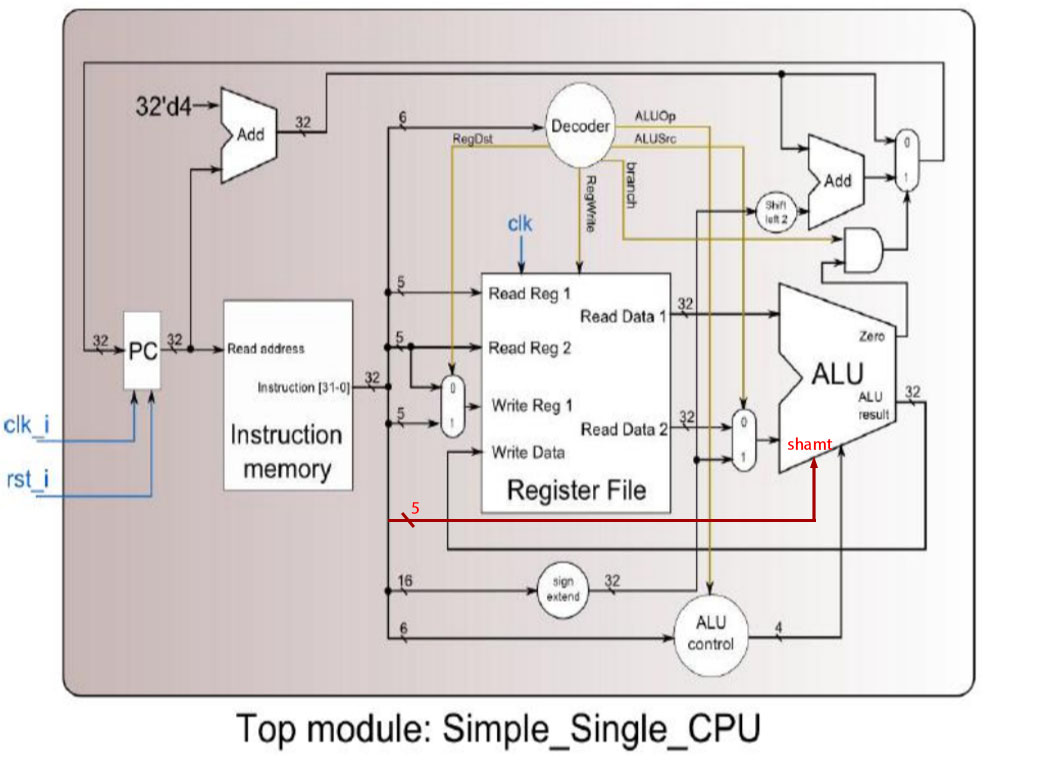 32'd4
Add
32
6
Decoder
ALUOp
ALUSrc
RegDst
RegWrite
branch
Add
0
1
Shift
left 2
clk
5
Read Reg 1
Read Data 1
32
Zero
32
PC
32
Read address
5
Read Reg 2
Instruction [31-0]
32
0
1
Write Reg 1
ALU
ALU
result
32
5
clk_i
Instruction
memory
Read Data 2
32
0
1
shamt
Write Data
rst_i
Register File
5
16
sign
extend
32
6
ALU
control
4
Top module: Simple_Single_CPU